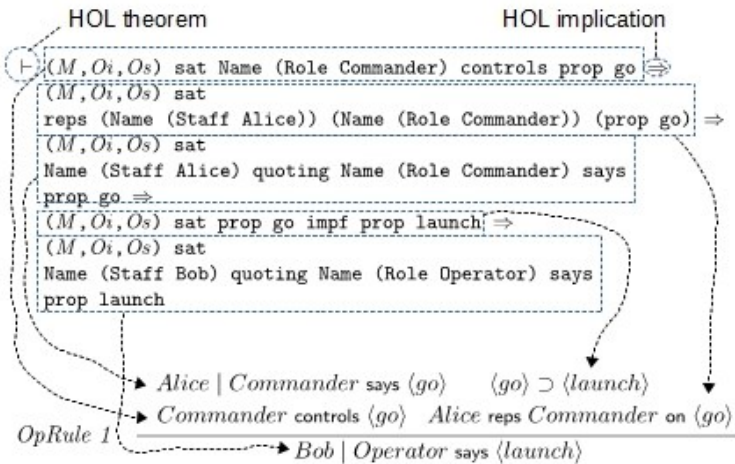 HOL theorem HOL implication
⊢ (M,Oi,Os) sat Name (Role Commander) controls prop go ⇒
(M,Oi,Os) sat
reps (Name (Staff Alice)) (Name (Role Commander)) (prop go) ⇒
(M,Oi,Os) sat
Name (Staff Alice) quoting Name (Role Commander) says
prop go ⇒
(M,Oi,Os) sat prop go impf prop launch ⇒
(M,Oi,Os) sat
Name (Staff Bob) quoting Name (Role Operator) says
prop launch
Alice | Commander says ⟨go⟩ ⟨go⟩ ⊃ ⟨launch⟩
Commander controls ⟨go⟩ Alice reps Commander on ⟨go⟩
OpRule 1
Bob | Operator says ⟨launch⟩